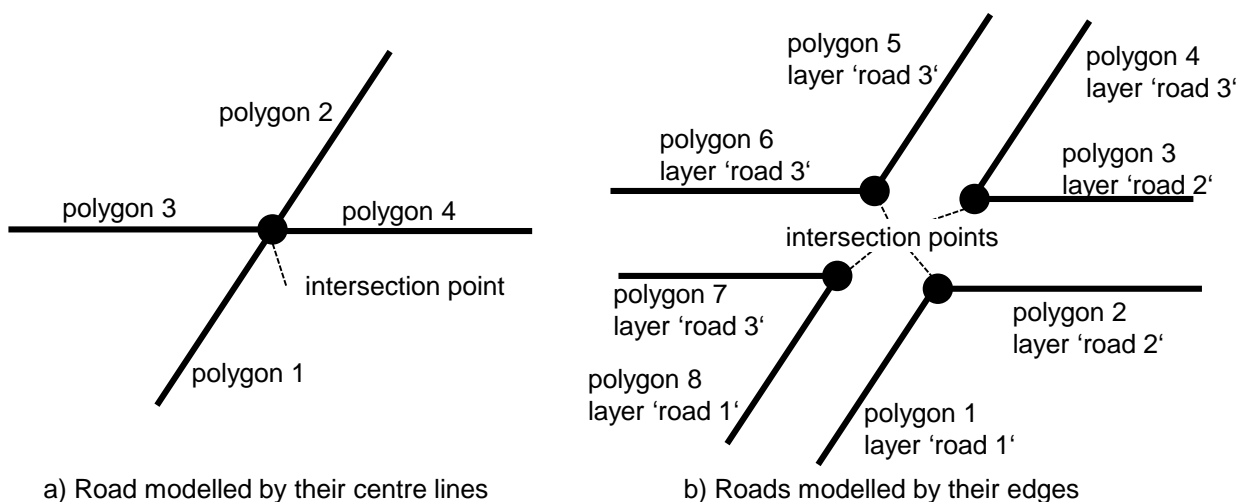 polygon 2
polygon 3
polygon 4
intersection point
polygon 1
a) Road modelled by their centre lines
polygon 5
layer ‘road 3‘
polygon 4
layer ‘road 3‘
polygon 6
layer ‘road 3‘
polygon 3
layer ‘road 2‘
intersection points
polygon 7
layer ‘road 3‘
polygon 2
layer ‘road 2‘
polygon 8
layer ‘road 1‘
polygon 1
layer ‘road 1‘
b) Roads modelled by their edges